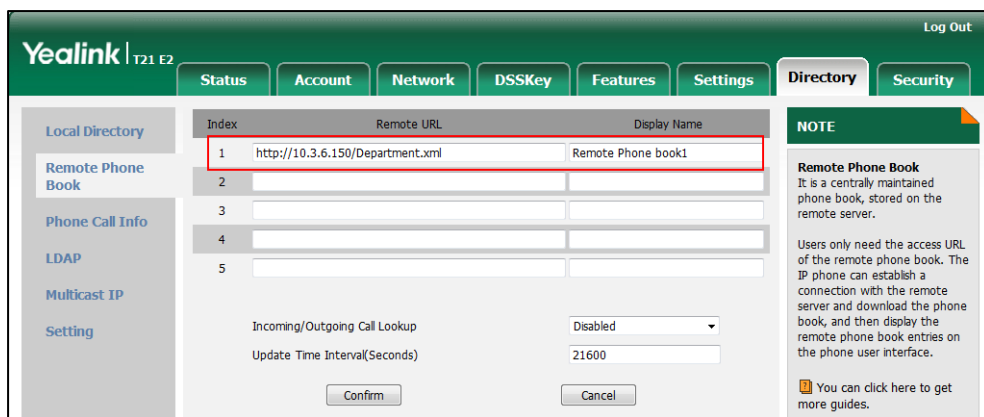 Log Out
Yealink T21 E2
Status Account Network DSSKey Features Settings Directory Security
Local Directory
Remote Phone
Book
Phone Call Info
LDAP
Multicast IP
Setting
Index Remote URL Display Name
1 http://10.3.6.150/Department.xml Remote Phone book1
2
3
4
5
Incoming/Outgoing Call Lookup Disabled
Update Time Interval(Seconds) 21600
Confirm Cancel
NOTE
Remote Phone Book
It is a centrally maintained
phone book, stored on the
remote server.
Users only need the access URL
of the remote phone book. The
IP phone can establish a
connection with the remote
server and download the phone
book, and then display the
remote phone book entries on
the phone user interface.
You can click here to get
more guides.